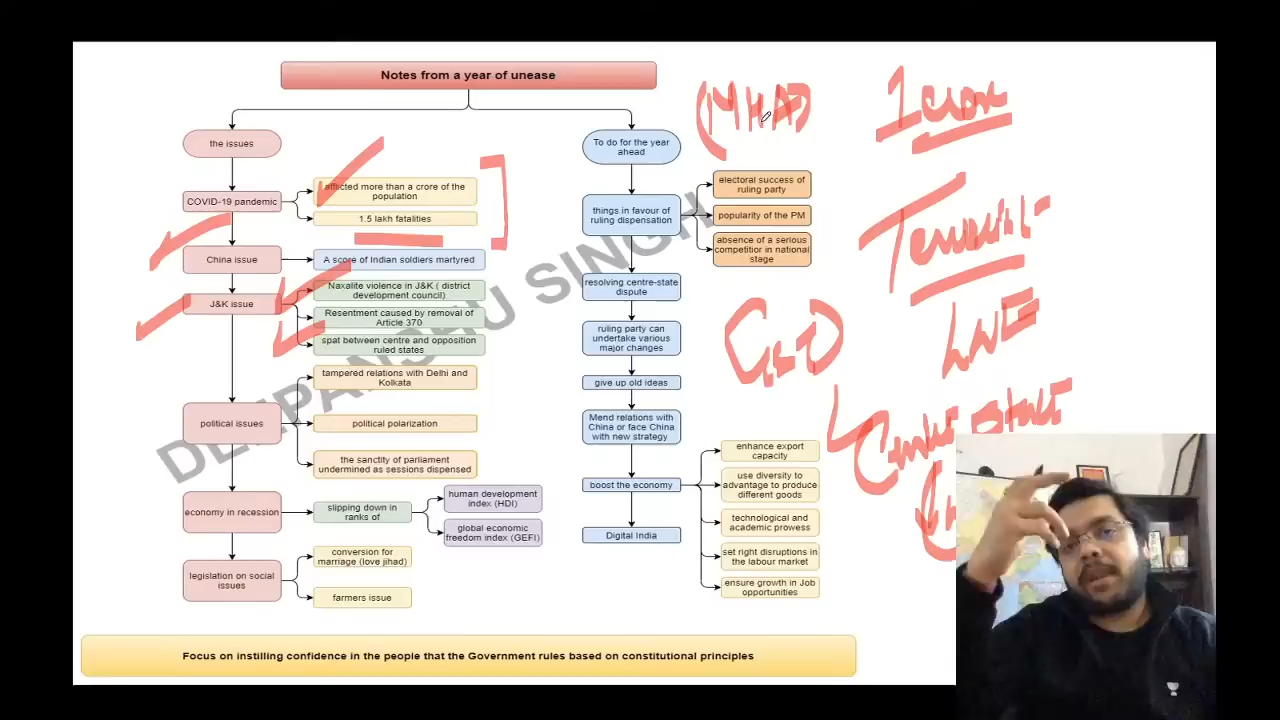 Notes from a year of unease
the issues
COVID-19 pandemic
afflicted more than a crore of the
population
1.5 lakh fatalities
China issue
A score of Indian soldiers martyred
J&K issue
Naxalite violence in J&K ( district
development council)
Resentment caused by removal of
Article 370
spat between centre and opposition
ruled states
political issues
tampered relations with Delhi and
Kolkata
political polarization
the sanctity of parliament
undermined as sessions dispensed
economy in recession
slipping down in
ranks of
human development
index (HDI)
global economic
freedom index (GEFI)
legislation on social
issues
conversion for
marriage (love jihad)
farmers issue
To do for the year
ahead
things in favour of
ruling dispensation
electoral success of
ruling party
popularity of the PM
absence of a serious
competitior in national
stage
resolving centre-state
dispute
ruling party can
undertake various
major changes
give up old ideas
Mend relations with
China or face China
with new strategy
boost the economy
enhance export
capacity
use diversity to
advantage to produce
different goods
technological and
academic prowess
set right disruptions in
the labour market
ensure growth in Job
opportunities
Digital India
Focus on instilling confidence in the people that the Government rules based on constitutional principles
DEEPANSHU SINGH
(MHA)
1 crore
LWE